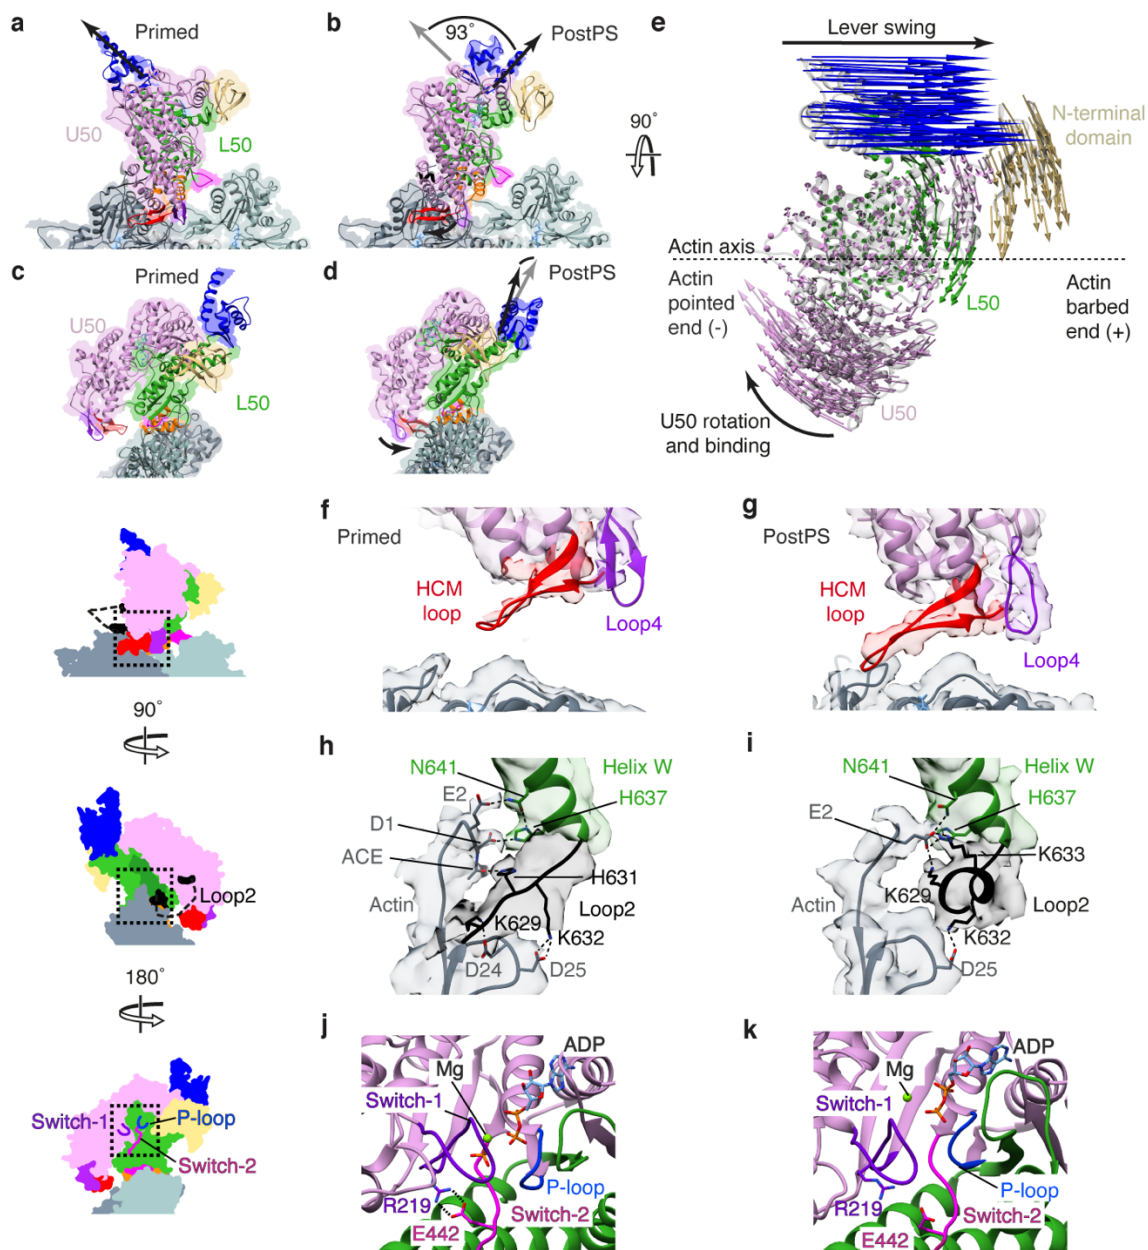 a
Primed
U50
L50
b
93°
PostPS
90°
c
Primed
U50
L50
d
PostPS
e
Lever swing
N-terminal
domain
Actin axis
Actin
pointed
end (-)
L50
Actin
barbed
end (+)
U50
U50 rotation
and binding
90°
Loop2
180°
Switch-1
P-loop
Switch-2
f
Primed
HCM
loop
Loop4
g
PostPS
HCM
loop
Loop4
h
N641
Helix W
E2
H637
D1
ACE
H631
Actin
Loop2
K629
K632
D24
D25
i
N641
Helix W
E2
H637
K633
K629
Actin
Loop2
K632
D25
j
ADP
Mg
Switch-1
P-loop
R219
Switch-2
E442
k
ADP
Mg
Switch-1
P-loop
R219
Switch-2
E442